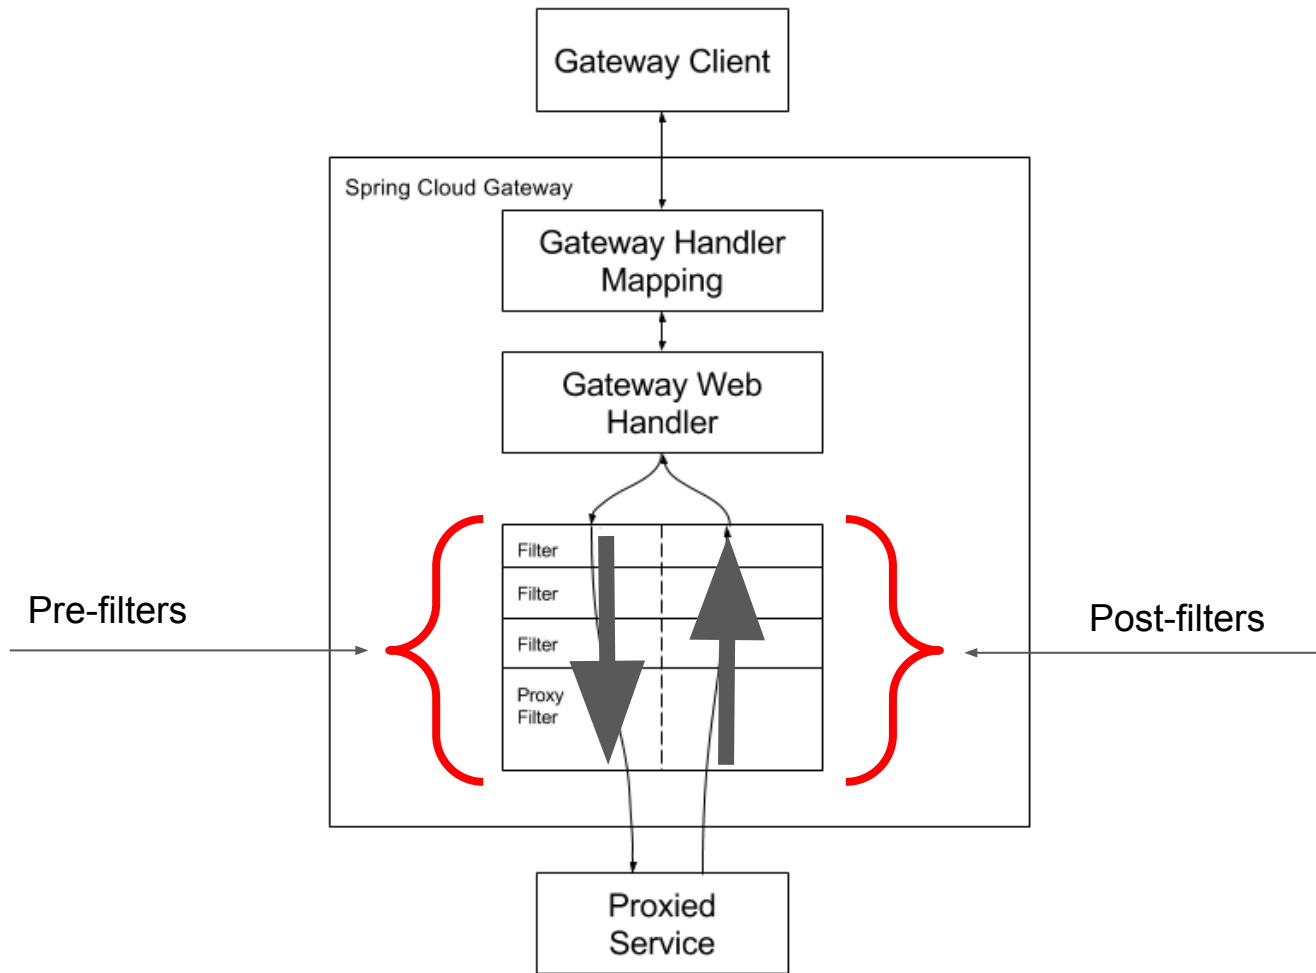 Gateway Client
Spring Cloud Gateway
Gateway Handler
Mapping
Gateway Web
Handler
Filter
Filter
Pre-filters
Post-filters
Filter
Proxy
Filter
Proxied
Service